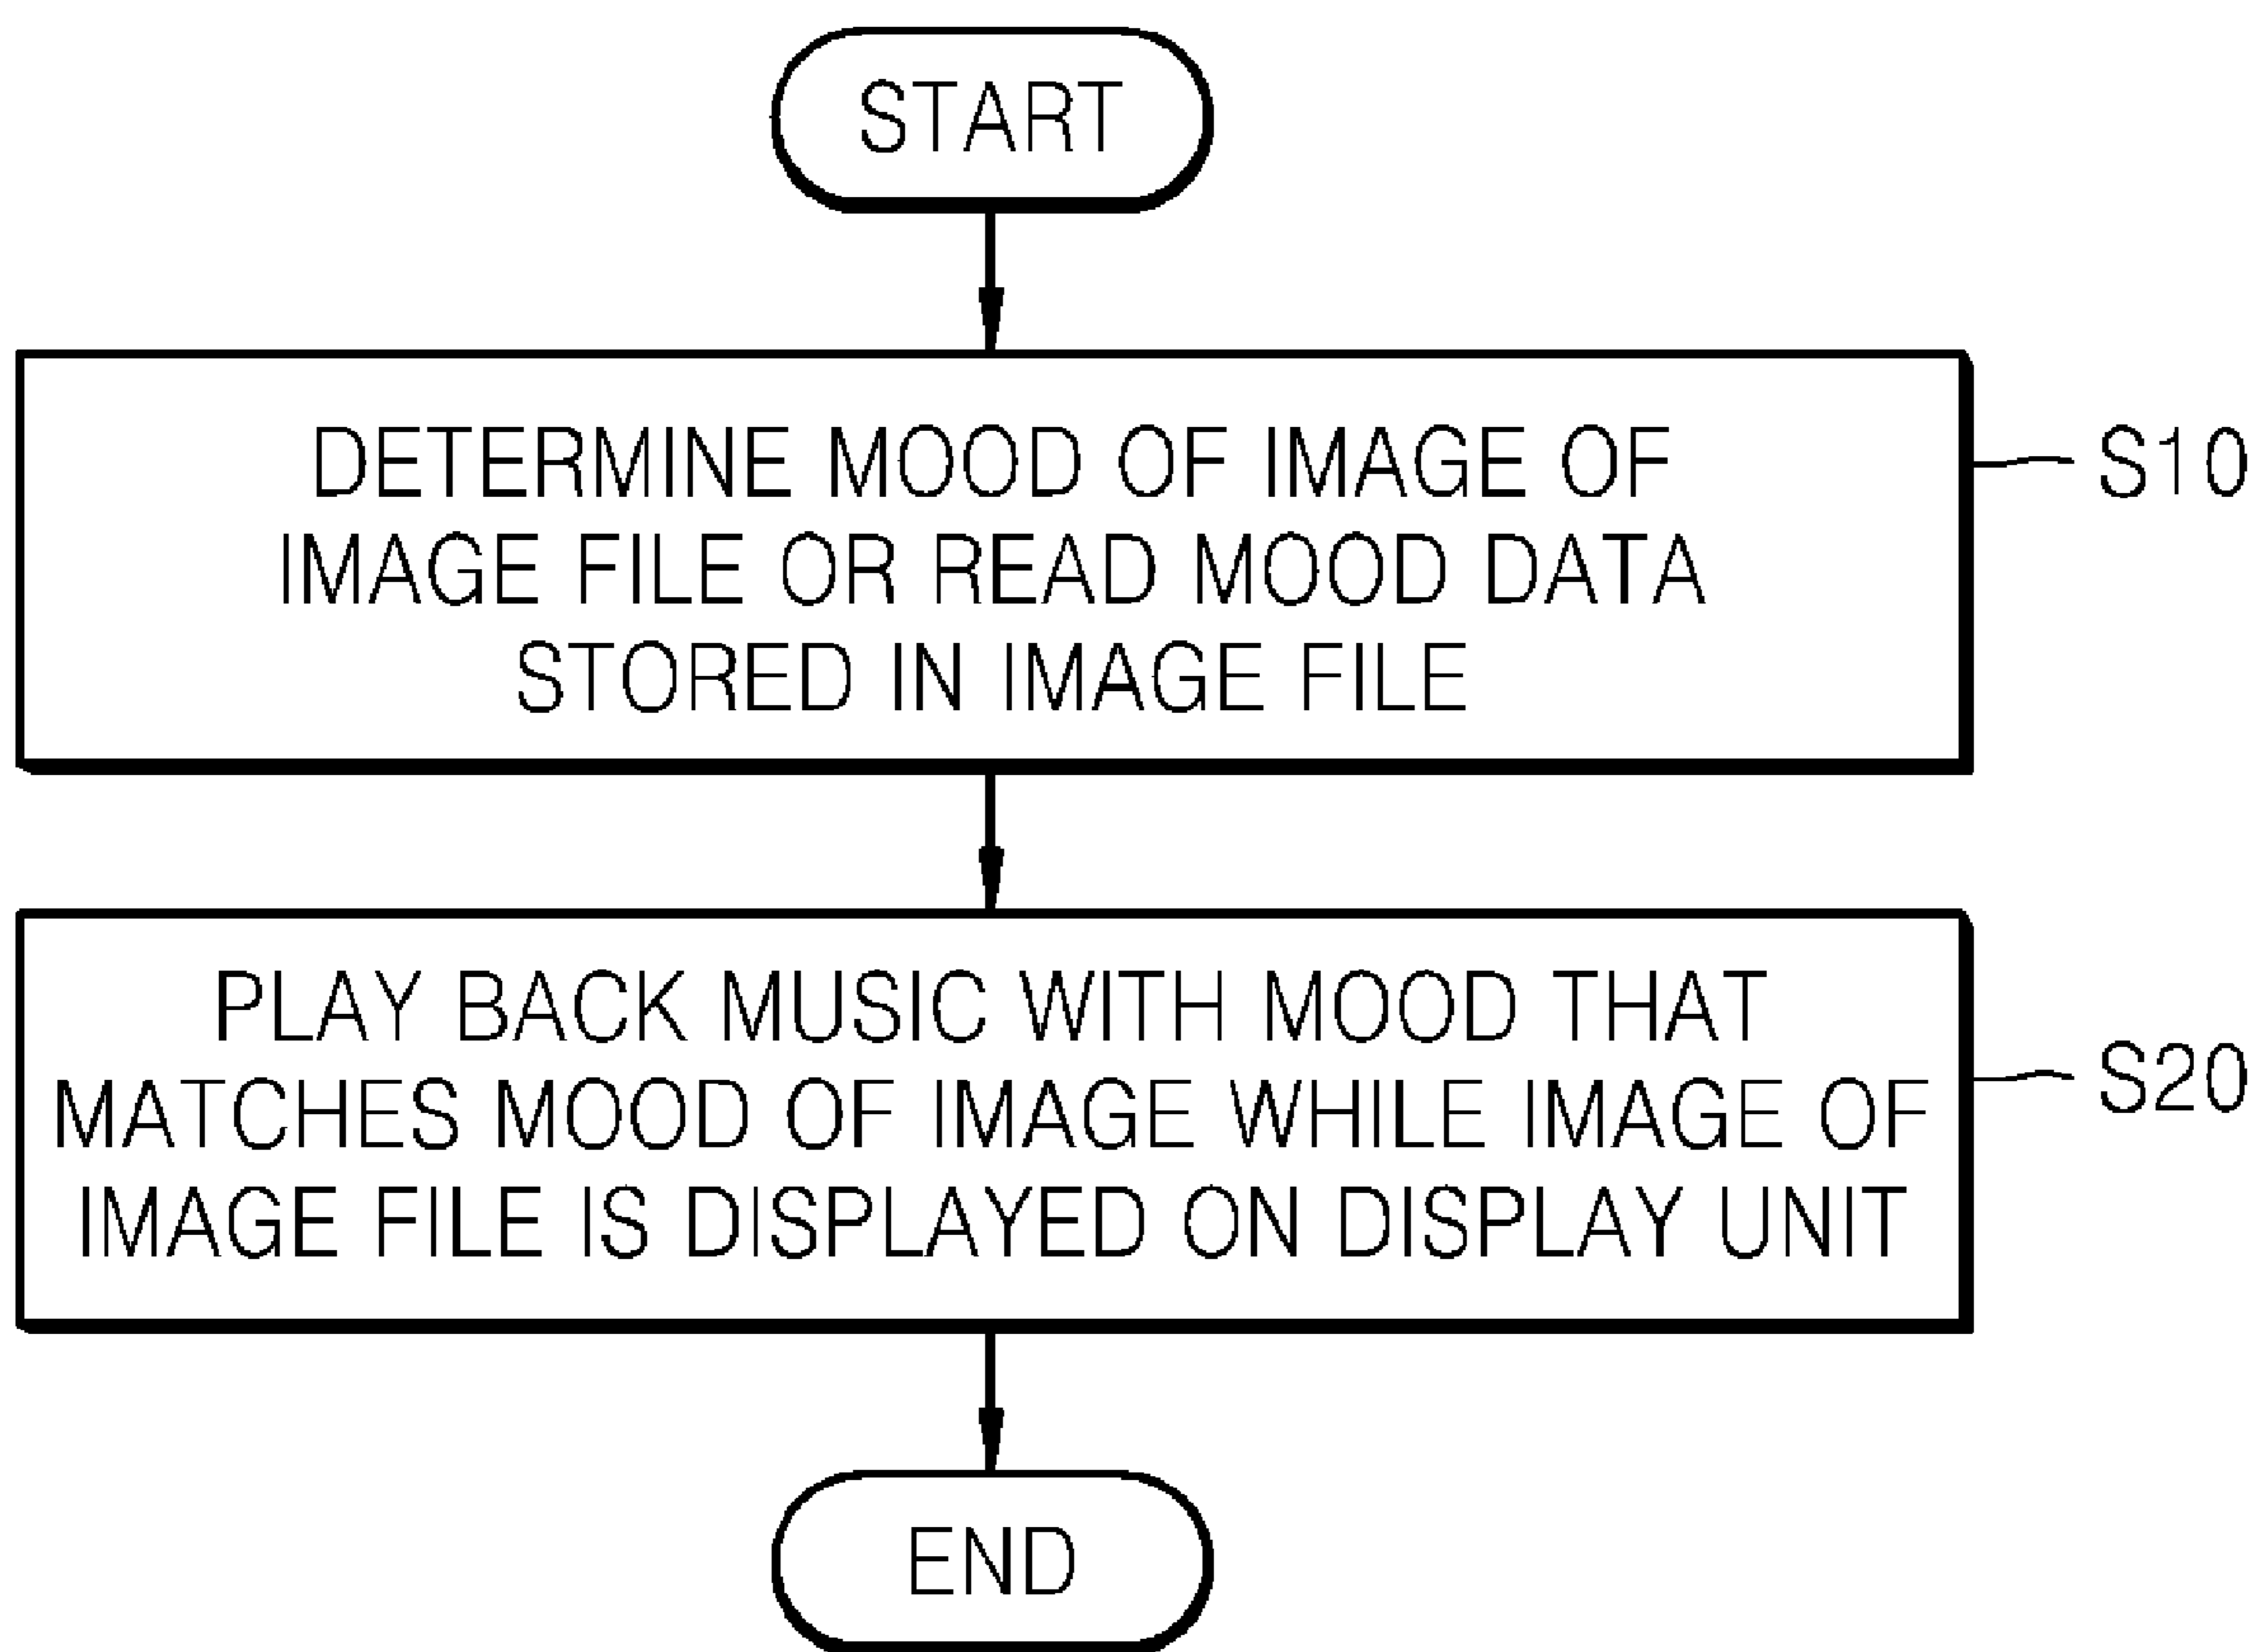 START
DETERMINE MOOD OF IMAGE OF
IMAGE FILE OR READ MOOD DATA
STORED IN IMAGE FILE
S10
PLAY BACK MUSIC WITH MOOD THAT
MATCHES MOOD OF IMAGE WHILE IMAGE OF
IMAGE FILE IS DISPLAYED ON DISPLAY UNIT
S20
END